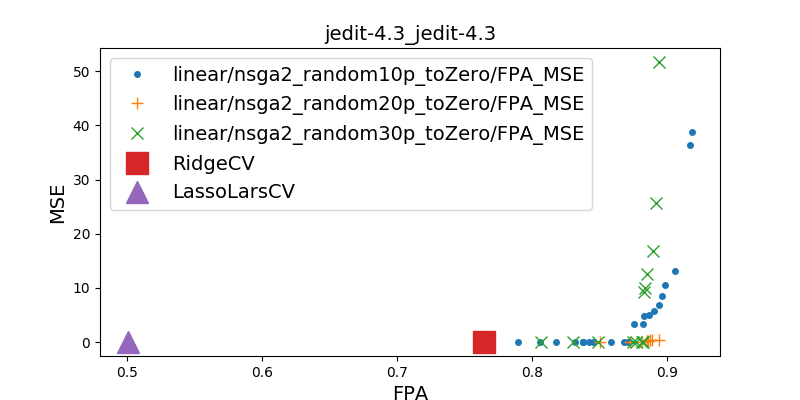 jedit-4.3_jedit-4.3
linear/nsga2_random10p_toZero/FPA_MSE
linear/nsga2_random20p_toZero/FPA_MSE
linear/nsga2_random30p_toZero/FPA_MSE
RidgeCV
LassoLarsCV
MSE
50
40
30
20
10
0
0.5 0.6 0.7 0.8 0.9
FPA